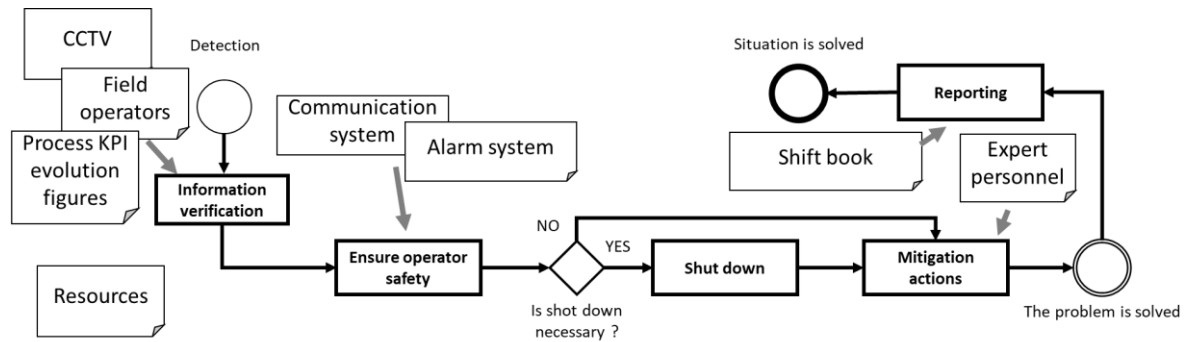 CCTV
Field
operators
Process KPI
evolution
figures
Detection
Information
verification
Resources
Communication
system
Alarm system
Ensure operator
safety
NO
YES
Is shot down
necessary ?
Shut down
Mitigation
actions
Expert
personnel
The problem is solved
Shift book
Reporting
Situation is solved